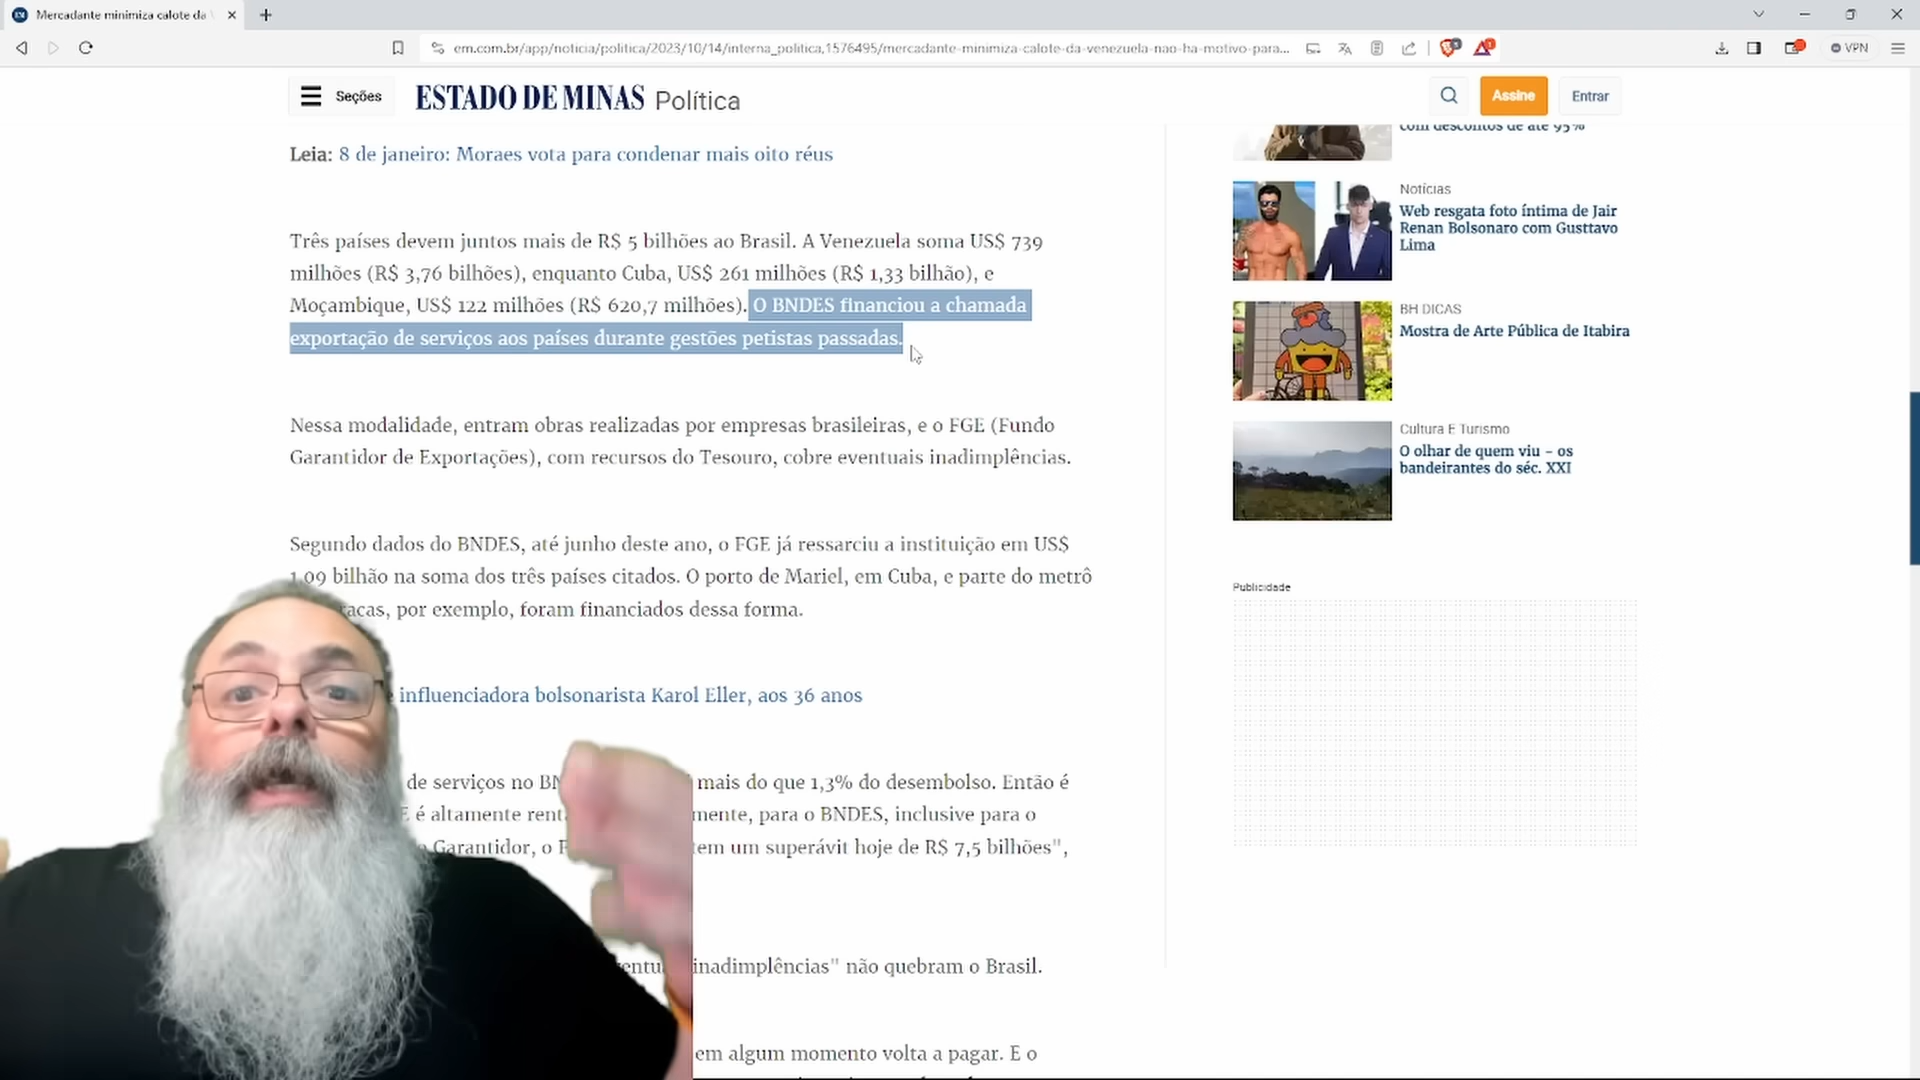 Mercadante minimiza calote da
em.com.br/app/noticia/politica/2023/10/14/interna_politica,1576495/mercadante-minimiza-calote-da-venezuela-nao-ha-motivo-para...
VPN
Seções
ESTADO DE MINAS Política
Assine
Entrar
Leia: 8 de janeiro: Moraes vota para condenar mais oito réus
Três países devem juntos mais de R$ 5 bilhões ao Brasil. A Venezuela soma US$ 739
milhões (R$ 3,76 bilhões), enquanto Cuba, US$ 261 milhões (R$ 1,33 bilhão), e
Moçambique, US$ 122 milhões (R$ 620,7 milhões). O BNDES financiou a chamada
exportação de serviços aos países durante gestões petistas passadas.
Nessa modalidade, entram obras realizadas por empresas brasileiras, e o FGE (Fundo
Garantidor de Exportações), com recursos do Tesouro, cobre eventuais inadimplências.
Segundo dados do BNDES, até junho deste ano, o FGE já ressarciu a instituição em US$
1,09 bilhão na soma dos três países citados. O porto de Mariel, em Cuba, e parte do metrô
por exemplo, foram financiados dessa forma.
influenciadora bolsonarista Karol Eller, aos 36 anos
de serviços no mais do que 1,3% do desembolso. Então é
é altamente para o BNDES, inclusive para o
Garantidor, o tem um superávit hoje de R$ 7,5 bilhões",
inadimplências" não quebram o Brasil.
em algum momento volta a pagar. E o
com descontos de até 95%
Notícias
Web resgata foto íntima de Jair
Renan Bolsonaro com Gusttavo
Lima
BH DICAS
Mostra de Arte Pública de Itabira
Cultura E Turismo
O olhar de quem viu – os
bandeirantes do séc. XXI
Publicidade